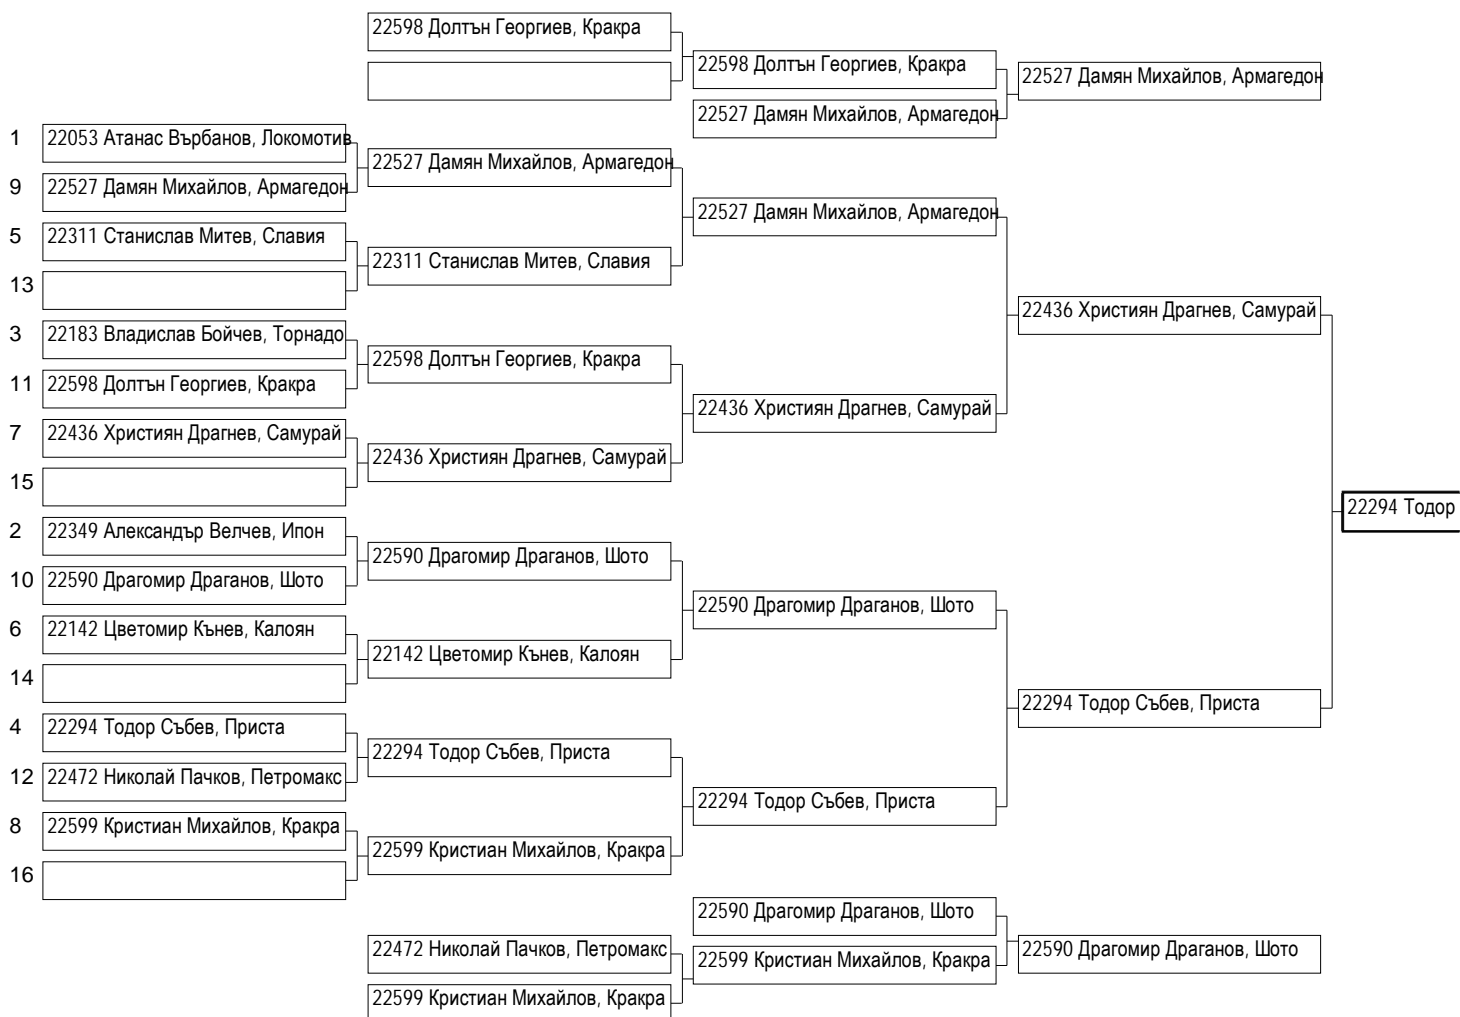 22598 Долтън Георгиев, Кракра
22598 Долтън Георгиев, Кракра
22527 Дамян Михайлов, Армагедон
22527 Дамян Михайлов, Армагедон
1 22053 Атанас Върбанов, Локомотив
22527 Дамян Михайлов, Армагедон
9 22527 Дамян Михайлов, Армагедон
22527 Дамян Михайлов, Армагедон
5 22311 Станислав Митев, Славия
22311 Станислав Митев, Славия
13
22436 Християн Драгнев, Самурай
3 22183 Владислав Бойчев, Торнадо
22598 Долтън Георгиев, Кракра
11 22598 Долтън Георгиев, Кракра
22436 Християн Драгнев, Самурай
7 22436 Християн Драгнев, Самурай
22436 Християн Драгнев, Самурай
15
22294 Тодор
2 22349 Александър Велчев, Ипон
22590 Драгомир Драганов, Шото
10 22590 Драгомир Драганов, Шото
22590 Драгомир Драганов, Шото
6 22142 Цветомир Кънев, Калоян
22142 Цветомир Кънев, Калоян
14
22294 Тодор Събев, Приста
4 22294 Тодор Събев, Приста
22294 Тодор Събев, Приста
12 22472 Николай Пачков, Петромакс
22294 Тодор Събев, Приста
8 22599 Кристиан Михайлов, Кракра
22599 Кристиан Михайлов, Кракра
16
22590 Драгомир Драганов, Шото
22472 Николай Пачков, Петромакс
22599 Кристиан Михайлов, Кракра
22590 Драгомир Драганов, Шото
22599 Кристиан Михайлов, Кракра